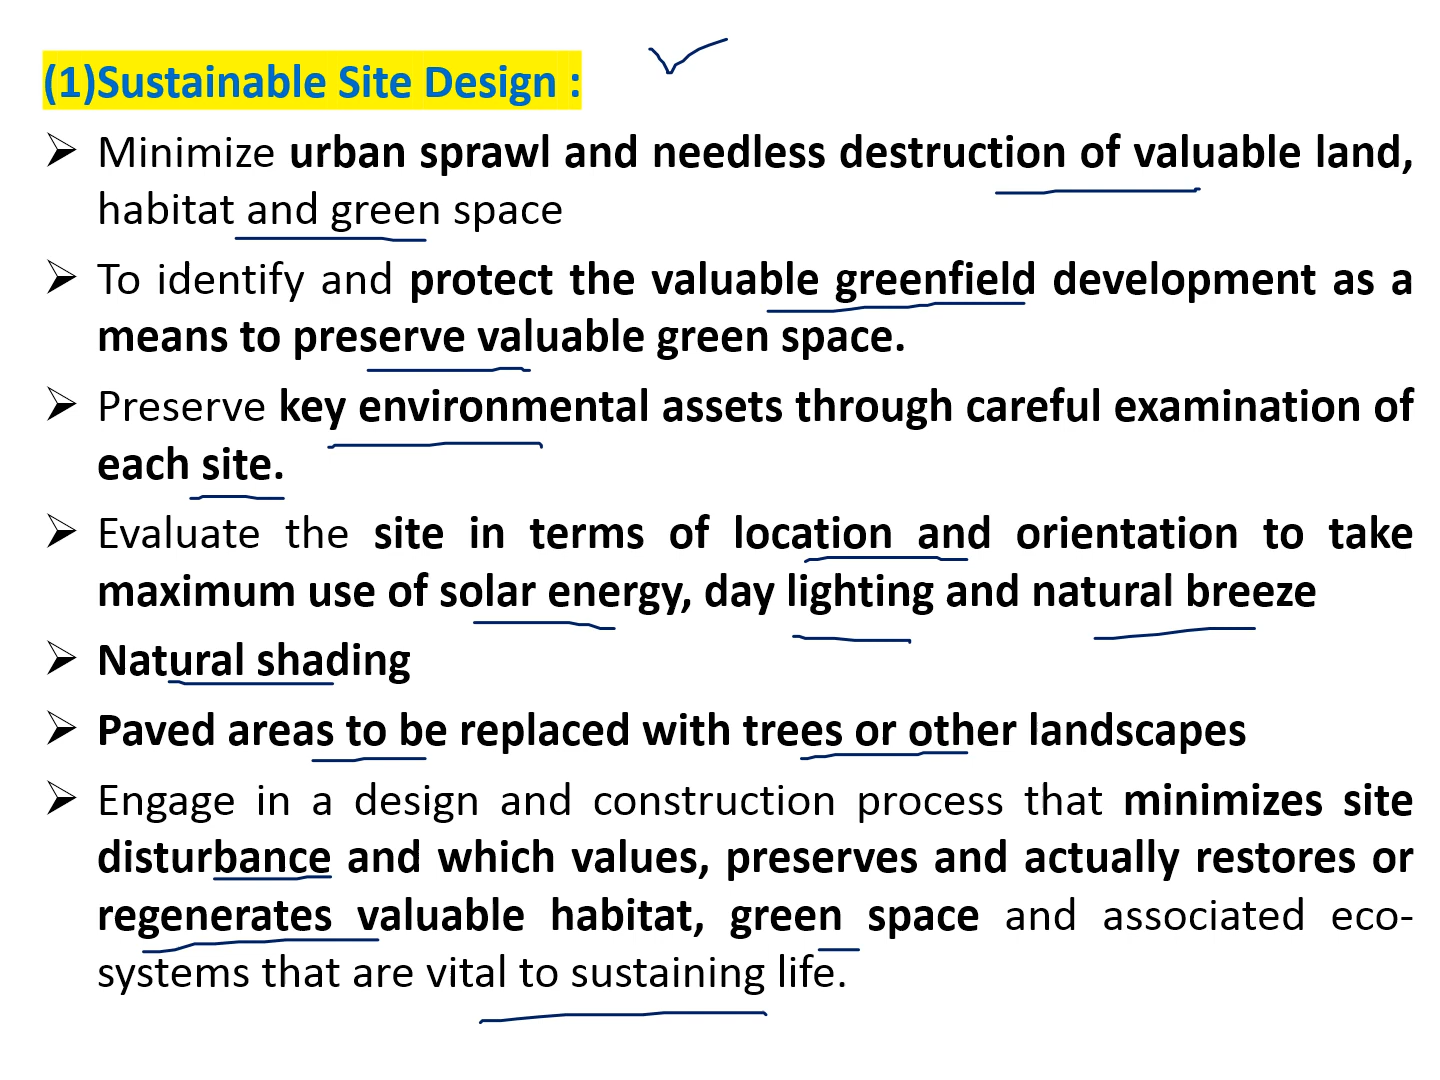 (1)Sustainable Site Design :
➢ Minimize urban sprawl and needless destruction of valuable land,
habitat and green space
➢ To identify and protect the valuable greenfield development as a
means to preserve valuable green space.
➢ Preserve key environmental assets through careful examination of
each site.
➢ Evaluate the site in terms of location and orientation to take
maximum use of solar energy, day lighting and natural breeze
➢ Natural shading
➢ Paved areas to be replaced with trees or other landscapes
➢ Engage in a design and construction process that minimizes site
disturbance and which values, preserves and actually restores or
regenerates valuable habitat, green space and associated eco-
systems that are vital to sustaining life.